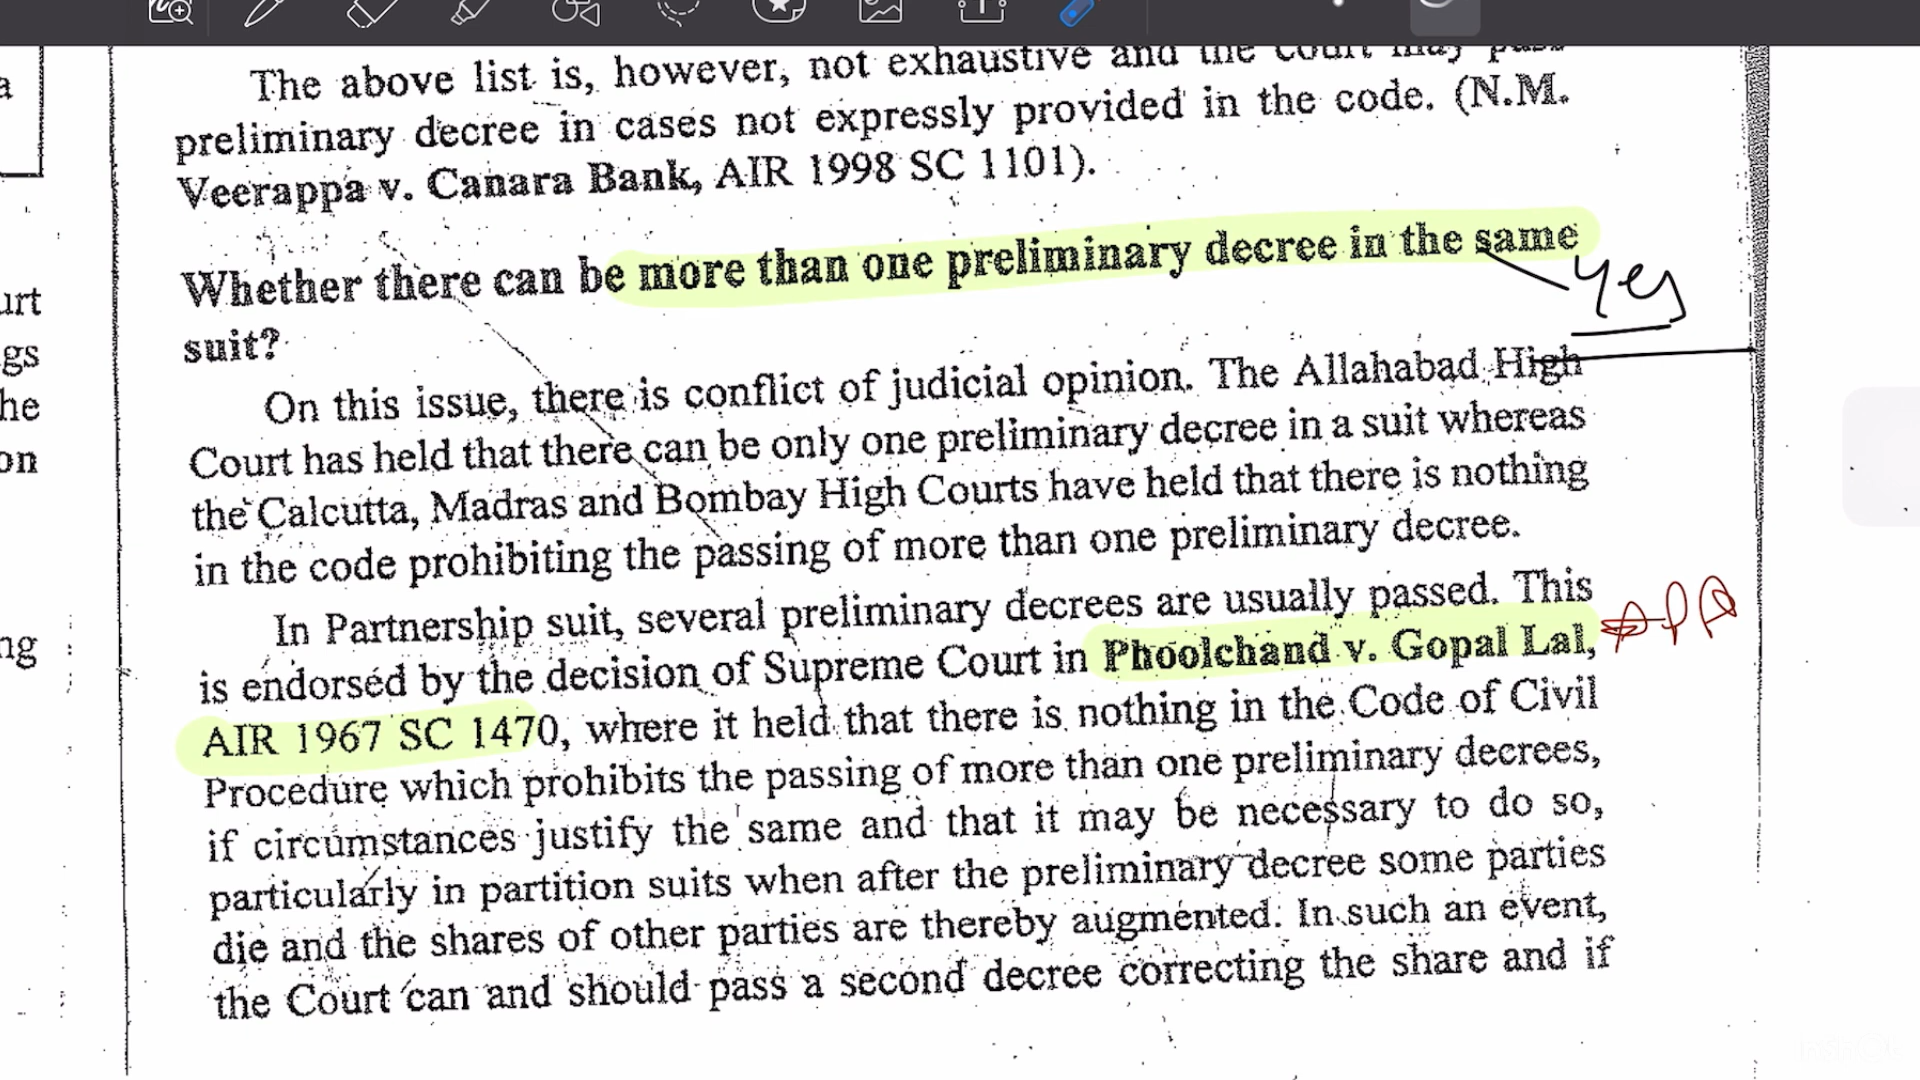 The above list is, however, not exhaustive and the court may pass
preliminary decree in cases not expressly provided in the code. (N.M.
Veerappa v. Canara Bank, AIR 1998 SC 1101).
Whether there can be more than one preliminary decree in the same
Yes
suit?
On this issue, there is conflict of judicial opinion. The Allahabad High
Court has held that there can be only one preliminary decree in a suit whereas
the Calcutta, Madras and Bombay High Courts have held that there is nothing
in the code prohibiting the passing of more than one preliminary decree.
In Partnership suit, several preliminary decrees are usually passed. This
is endorsed by the decision of Supreme Court in Phoolchand v. Gopal Lal,
AIR 1967 SC 1470, where it held that there is nothing in the Code of Civil
Procedure which prohibits the passing of more than one preliminary decrees,
if circumstances justify the same and that it may be necessary to do so,
particularly in partition suits when after the preliminary decree some parties
die and the shares of other parties are thereby augmented. In such an event,
the Court can and should pass a second decree correcting the share and if
a
urt
gs
he
on
ng